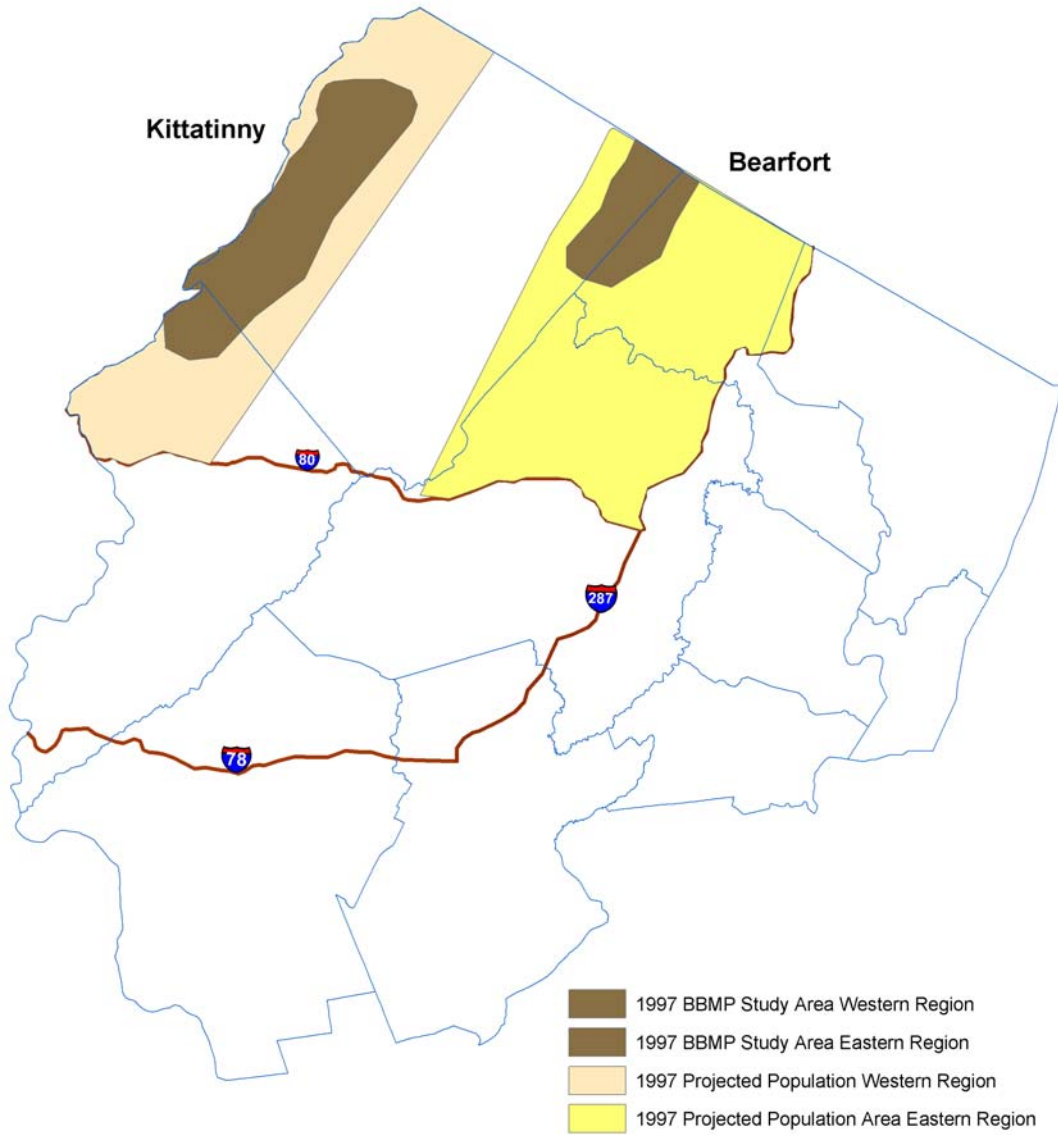 Kittatinny
Bearfort
80
287
78
1997 BBMP Study Area Western Region
1997 BBMP Study Area Eastern Region
1997 Projected Population Western Region
1997 Projected Population Area Eastern Region